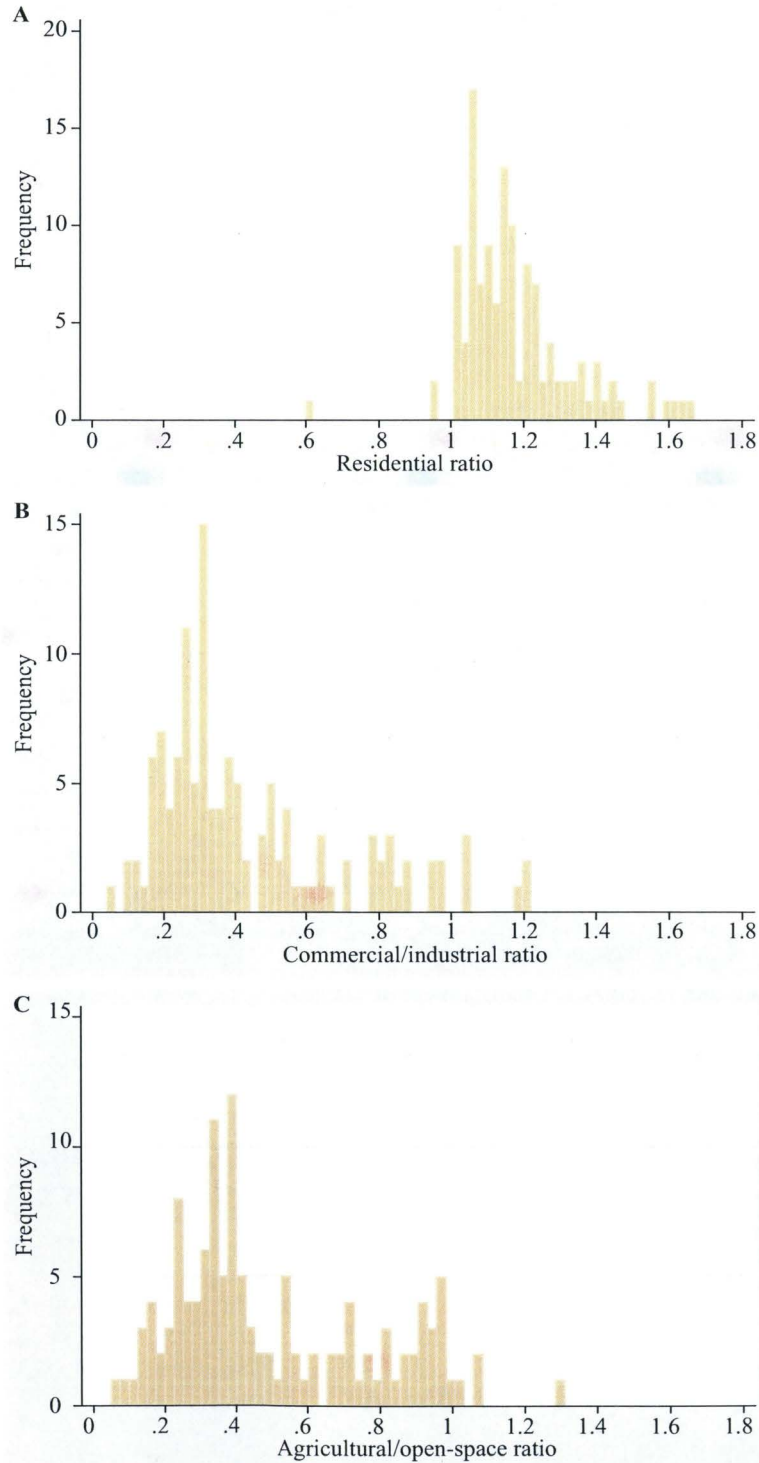 A
20
15
10
5
0
Frequency
0 .2 .4 .6 .8 1 1.2 1.4 1.6 1.8
Residential ratio
B
15
10
5
0
Frequency
0 .2 .4 .6 .8 1 1.2 1.4 1.6 1.8
Commercial/industrial ratio
C
15
10
5
0
Frequency
0 .2 .4 .6 .8 1 1.2 1.4 1.6 1.8
Agricultural/open-space ratio